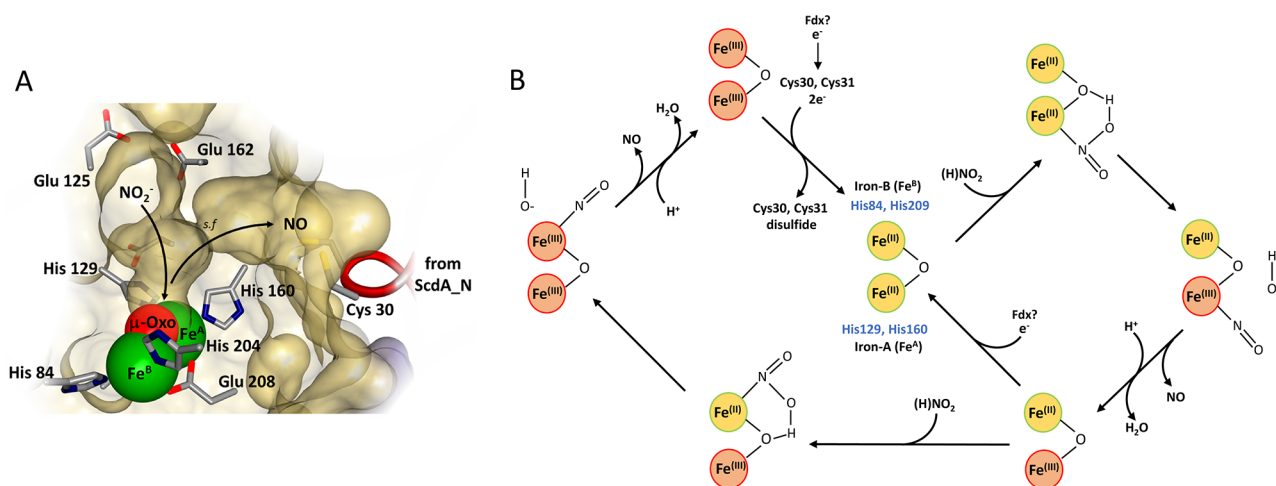 A
Glu 125
Glu 162
NO₂⁻
s.f
NO
His 129
His 160
from
ScdA_N
Cys 30
µ-Oxo
Feᴬ
His 204
Feᴮ
His 84
Glu 208
B
Fe(III)
O
Fe(III)
Fdx?
e-
Cys30, Cys31
2e-
Cys30, Cys31
disulfide
H₂O
NO
H⁺
H
O-
N
O
Fe(III)
O
Fe(III)
Iron-B (Feᴮ)
His84, His209
Fe(II)
O
Fe(II)
His129, His160
Iron-A (Feᴬ)
(H)NO₂
Fe(II)
O
H
Fe(II)
O
N
O
Fe(II)
O
Fe(III)
N
O
H
O
H⁺
NO
H₂O
Fdx?
e-
Fe(II)
O
Fe(III)
(H)NO₂
O
N
Fe(II)
O
O
H
Fe(III)